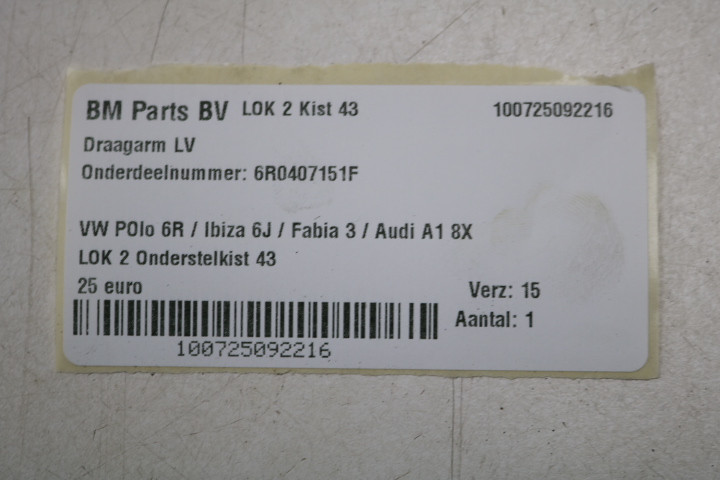 BM Parts BV LOK 2 Kist 43 100725092216
Draagarm LV
Onderdeelnummer: 6R0407151F
VW POlo 6R / Ibiza 6J / Fabia 3 / Audi A1 8X
LOK 2 Onderstelkist 43
25 euro Verz: 15
Aantal: 1
100725092216